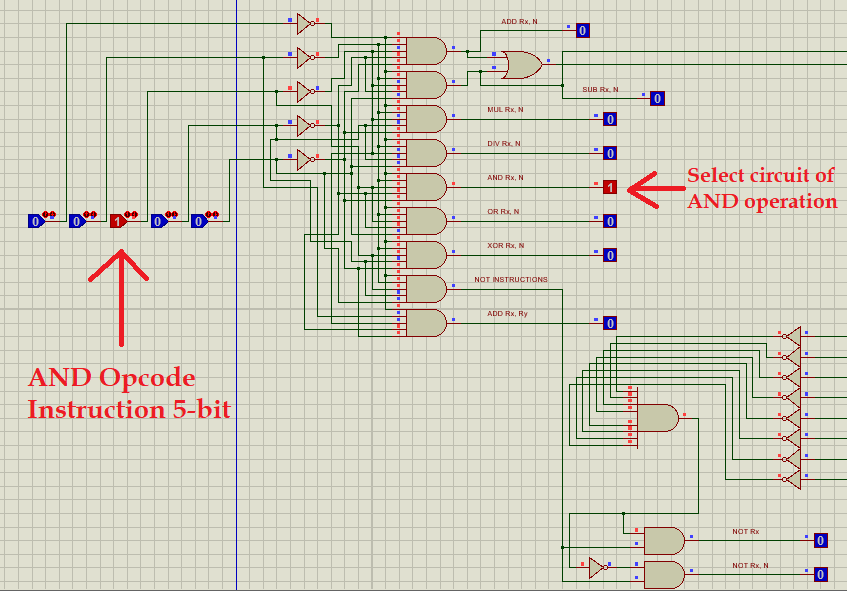 ADD Rx, N
0
SUB Rx, N
0
MUL Rx, N
0
DIV Rx, N
0
AND Rx, N
1
Select circuit of
AND operation
OR Rx, N
0
0 0 1 0 0
XOR Rx, N
0
NOT INSTRUCTIONS
ADD Rx, Ry
0
AND Opcode
Instruction 5-bit
NOT Rx
0
NOT Rx, N
0